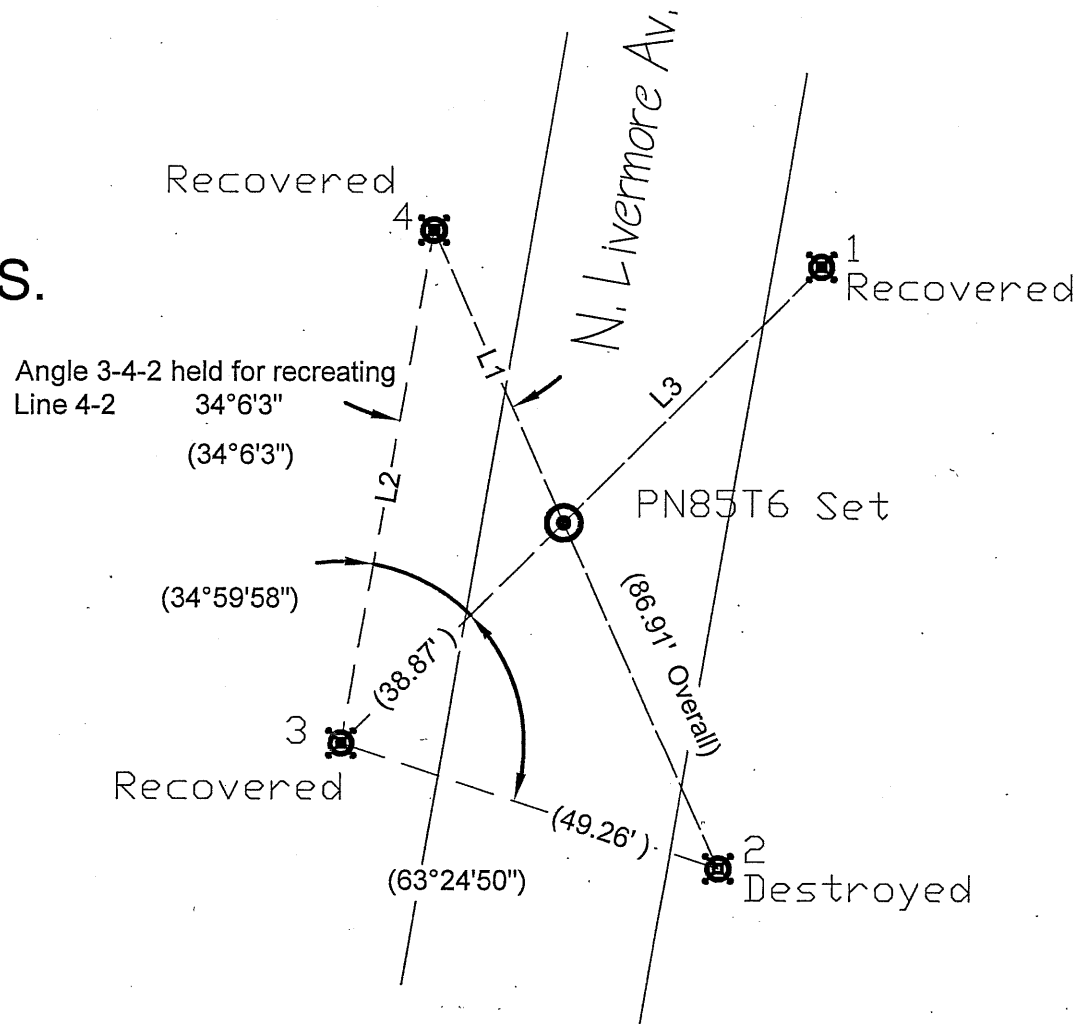 N. Livermore Av.
Recovered
4
1
Recovered
S.
Angle 3-4-2 held for recreating
Line 4-2 34°6'3"
(34°6'3")
L1
L3
L2
PN85T6 Set
(34°59'58")
(38.87')
(86.91' Overall)
3
Recovered
(49.26')
2
Destroyed
(63°24'50")